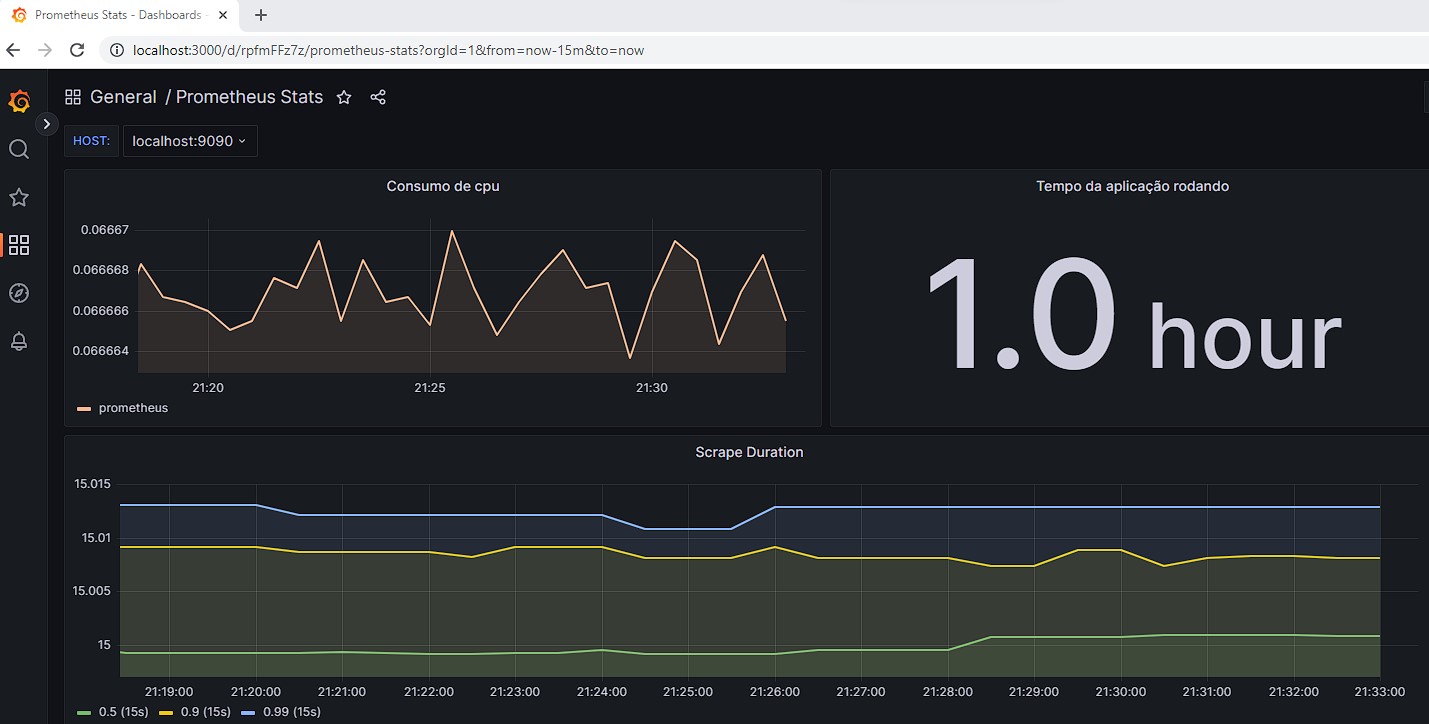 Prometheus Stats - Dashboards -
localhost:3000/d/rpfmFFz7z/prometheus-stats?orgId=1&from=now-15m&to=now
General / Prometheus Stats
HOST: localhost:9090
Consumo de cpu
0.06667
0.066668
0.066666
0.066664
21:20 21:25 21:30
prometheus
Tempo da aplicação rodando
1.0 hour
Scrape Duration
15.015
15.01
15.005
15
21:19:00 21:20:00 21:21:00 21:22:00 21:23:00 21:24:00 21:25:00 21:26:00 21:27:00 21:28:00 21:29:00 21:30:00 21:31:00 21:32:00 21:33:00
0.5 (15s) 0.9 (15s) 0.99 (15s)